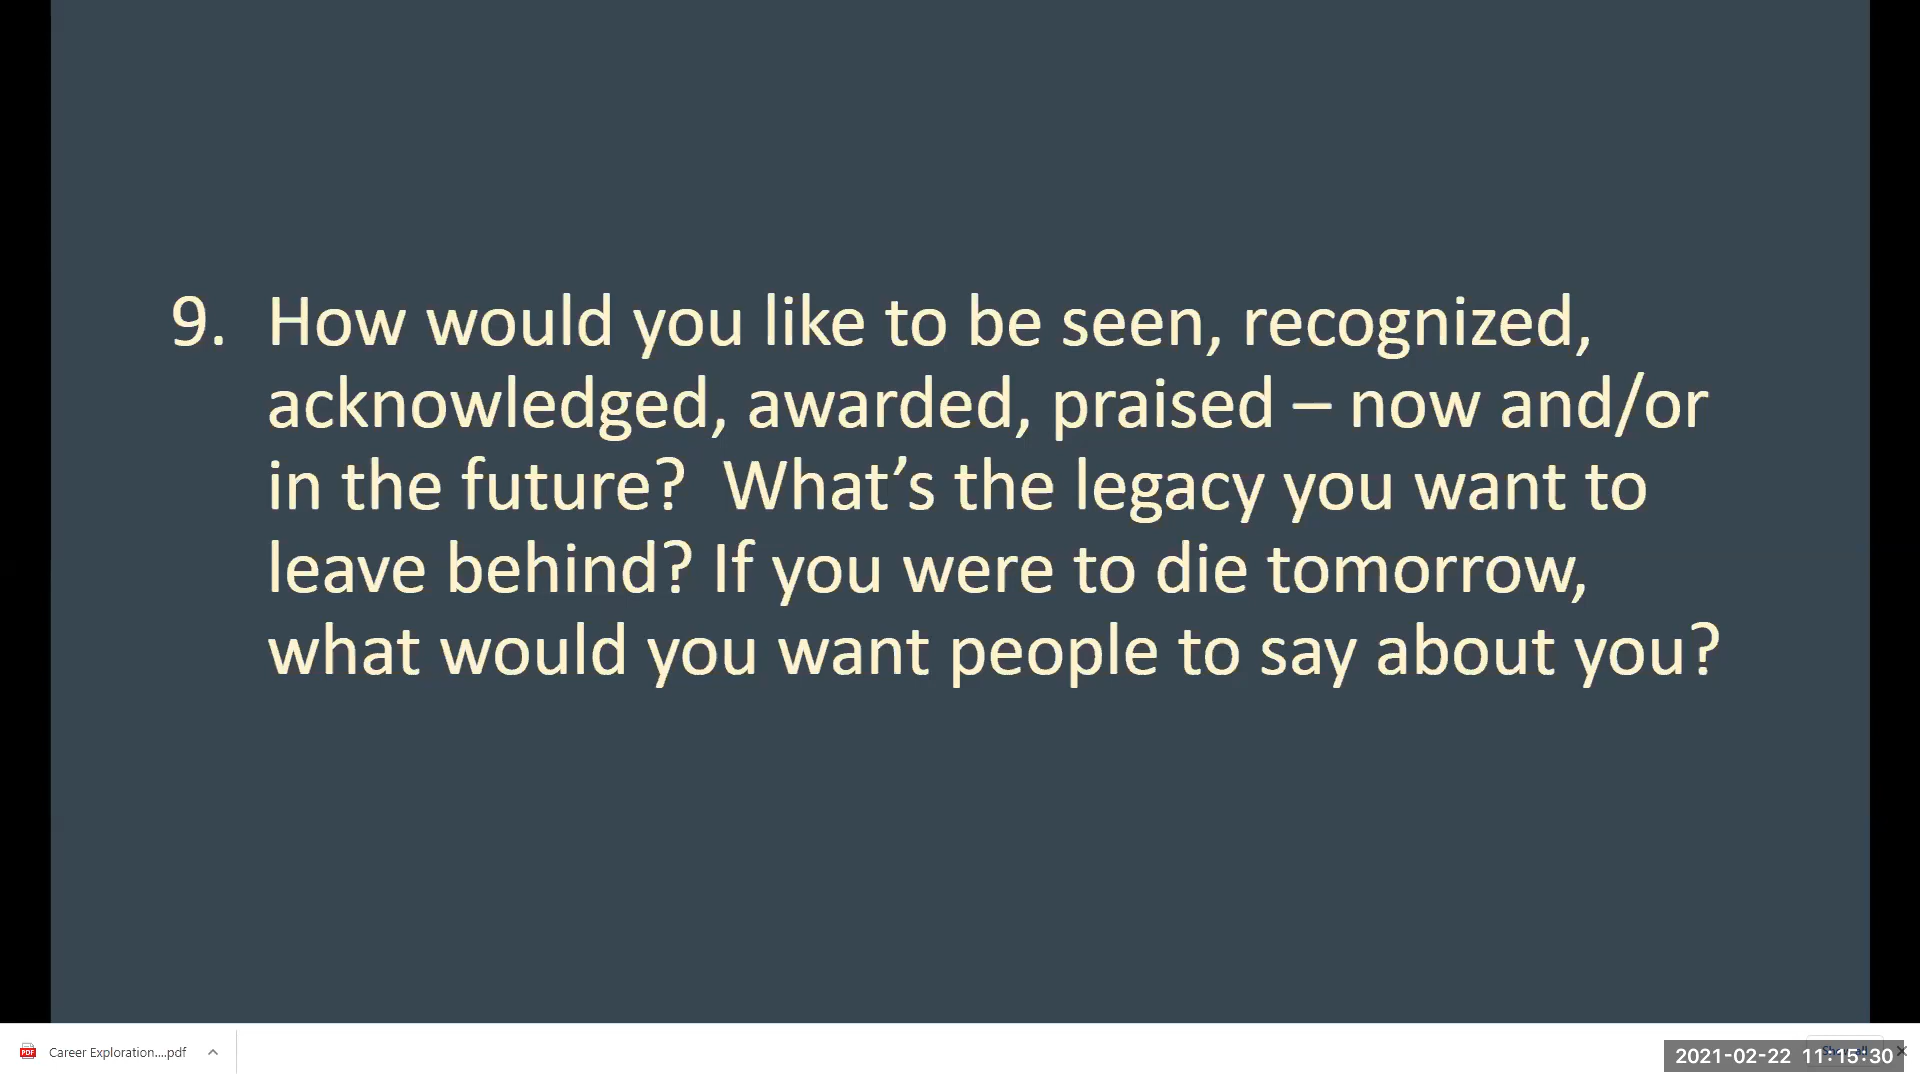 9. How would you like to be seen, recognized,
acknowledged, awarded, praised – now and/or
in the future?  What’s the legacy you want to
leave behind? If you were to die tomorrow,
what would you want people to say about you?
PDF Career Exploration....pdf
2021-02-22 11:15:30